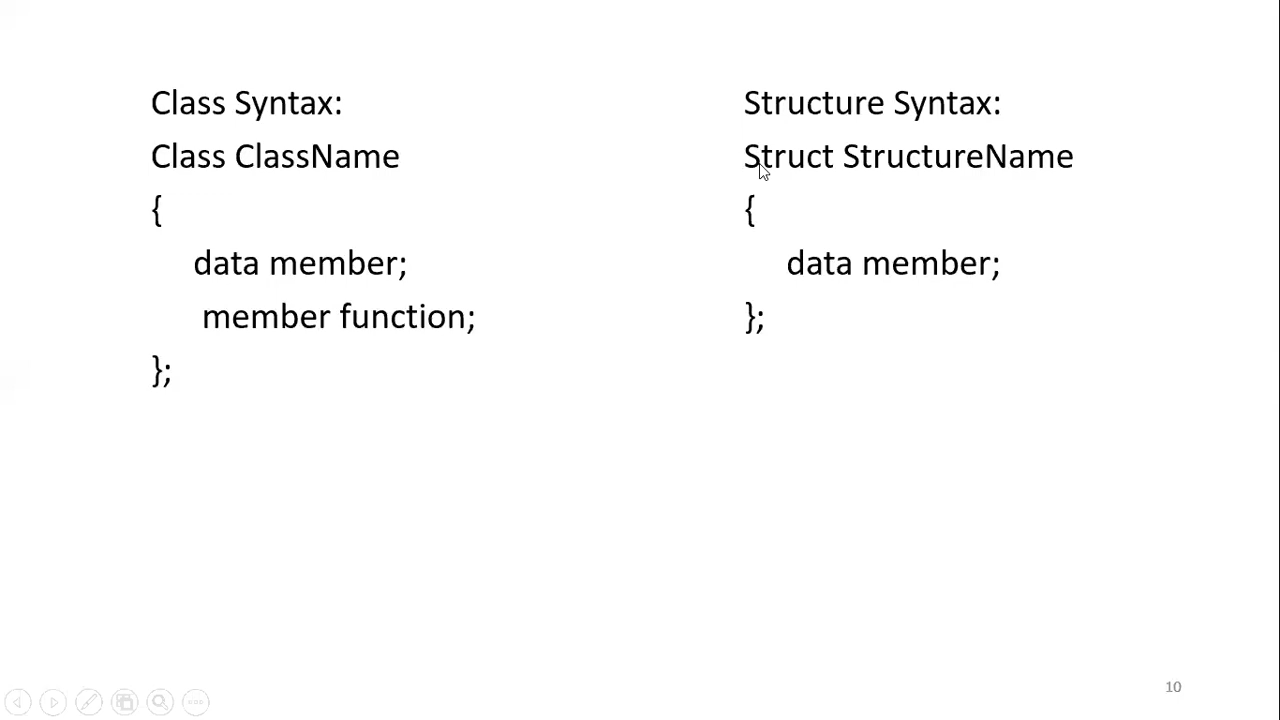 Class Syntax:
Class ClassName
{
data member;
member function;
};
Structure Syntax:
Struct StructureName
{
data member;
};
10